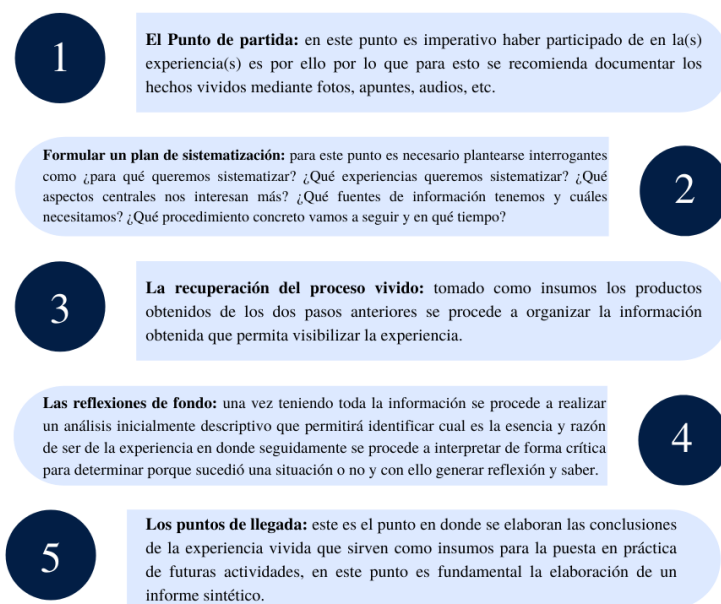 1
El Punto de partida: en este punto es imperativo haber participado de en la(s)
experiencia(s) es por ello por lo que para esto se recomienda documentar los
hechos vividos mediante fotos, apuntes, audios, etc.
Formular un plan de sistematización: para este punto es necesario plantearse interrogantes
como ¿para qué queremos sistematizar? ¿Qué experiencias queremos sistematizar? ¿Qué
aspectos centrales nos interesan más? ¿Qué fuentes de información tenemos y cuáles
necesitamos? ¿Qué procedimiento concreto vamos a seguir y en qué tiempo?
2
3
La recuperación del proceso vivido: tomado como insumos los productos
obtenidos de los dos pasos anteriores se procede a organizar la información
obtenida que permita visibilizar la experiencia.
Las reflexiones de fondo: una vez teniendo toda la información se procede a realizar
un análisis inicialmente descriptivo que permitirá identificar cual es la esencia y razón
de ser de la experiencia en donde seguidamente se procede a interpretar de forma crítica
para determinar porque sucedió una situación o no y con ello generar reflexión y saber.
4
5
Los puntos de llegada: este es el punto en donde se elaboran las conclusiones
de la experiencia vivida que sirven como insumos para la puesta en práctica
de futuras actividades, en este punto es fundamental la elaboración de un
informe sintético.